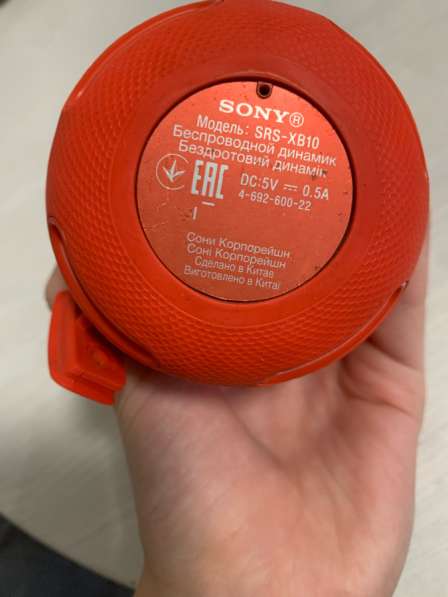 SONY®
Модель: SRS-XB10
Беспроводной динамик
Бездротовий динамік
EAC DC:5V ⎓ 0.5A
4-692-600-22
I
Сони Корпорейшн
Соні Корпорейшн
Сделано в Китае
Виготовлено в Китаї